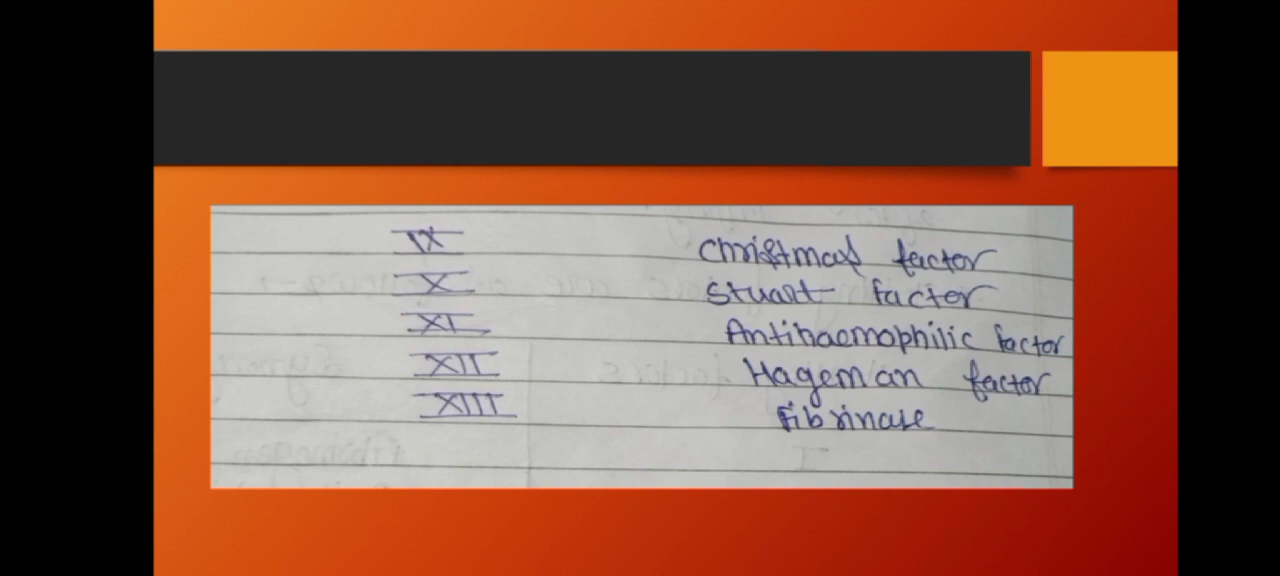 IX Christmas factor
X Stuart factor
XI Antihaemophilic factor
XII Hageman factor
XIII Fibrinase